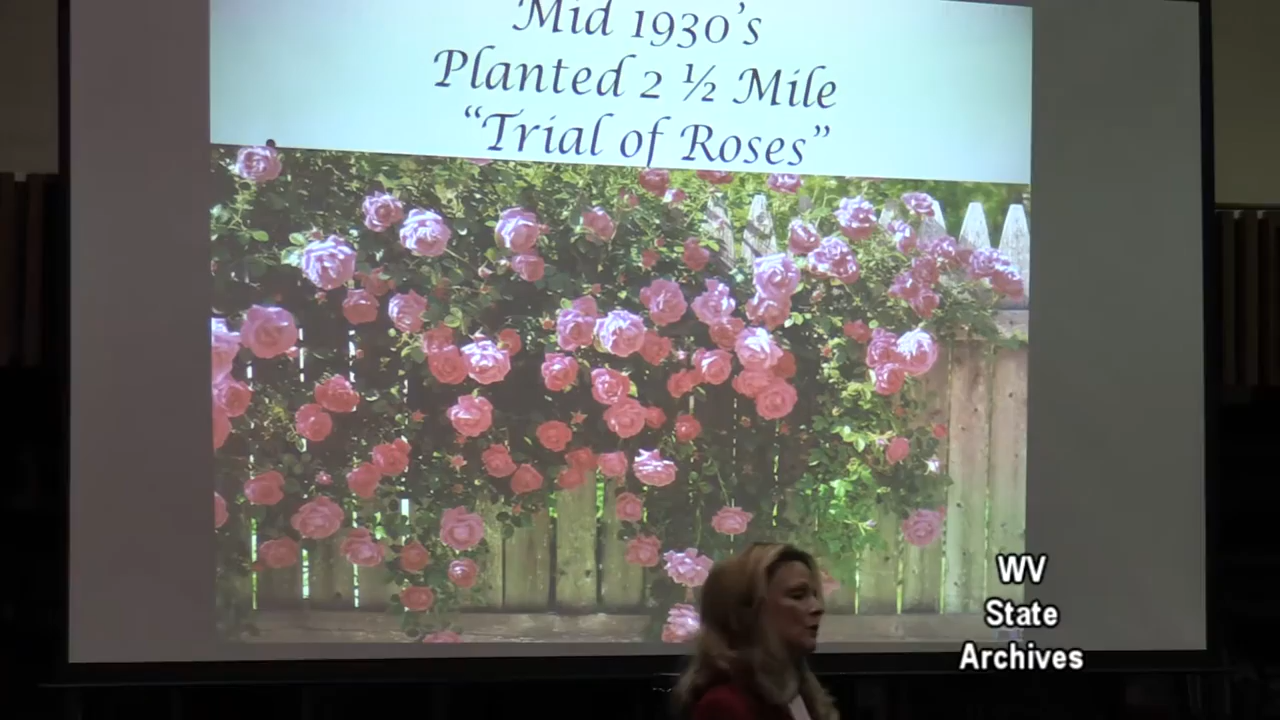 Mid 1930's
Planted 2 ½ Mile
"Trial of Roses"
WV
State
Archives